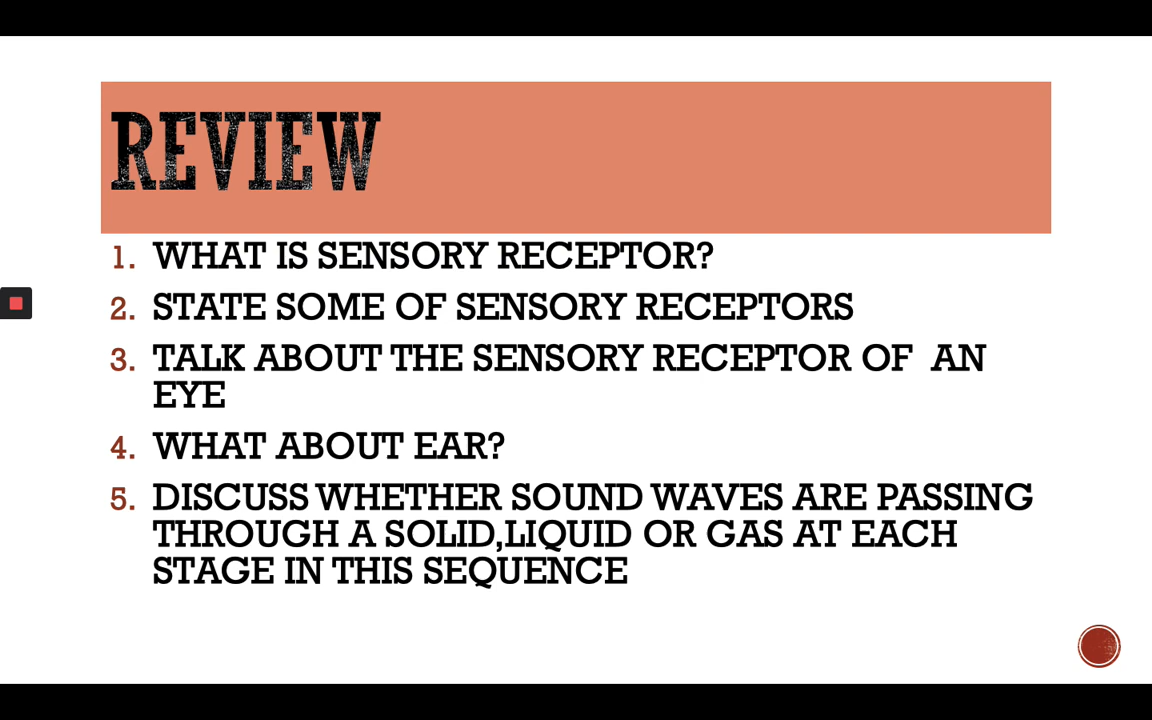 REVIEW
1. WHAT IS SENSORY RECEPTOR?
2. STATE SOME OF SENSORY RECEPTORS
3. TALK ABOUT THE SENSORY RECEPTOR OF AN
EYE
4. WHAT ABOUT EAR?
5. DISCUSS WHETHER SOUND WAVES ARE PASSING
THROUGH A SOLID,LIQUID OR GAS AT EACH
STAGE IN THIS SEQUENCE